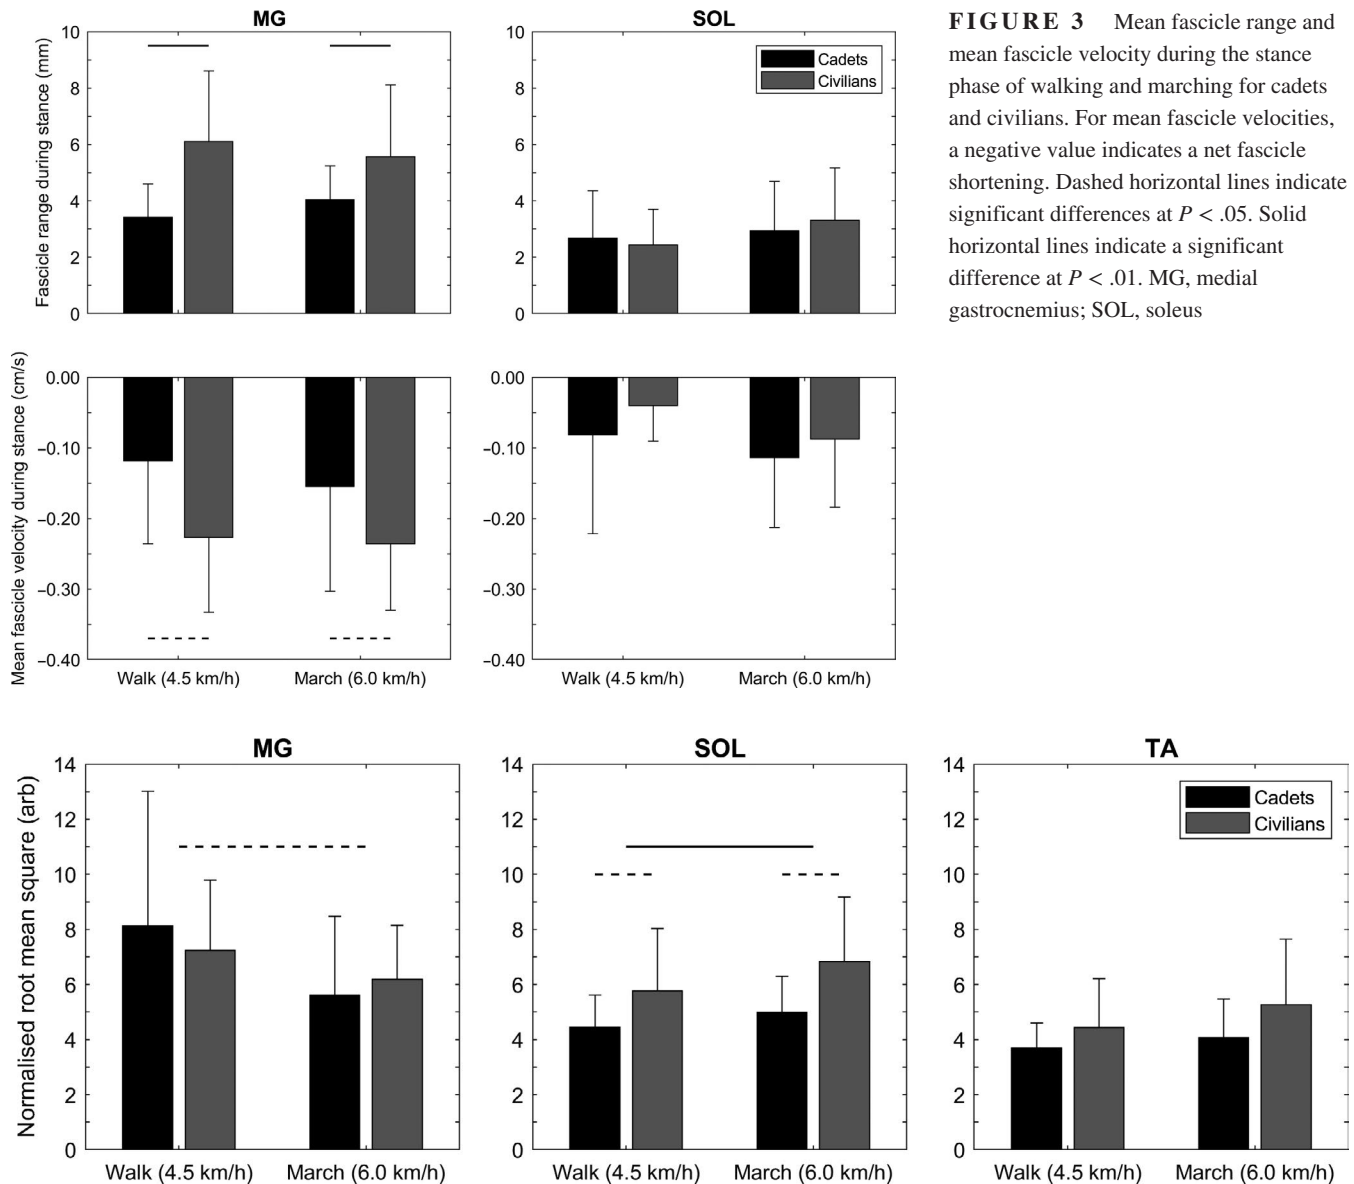 MG
SOL
Fascicle range during stance (mm)
10
8
6
4
2
0
10
8
6
4
2
0
Cadets
Civilians
FIGURE 3 Mean fascicle range and
mean fascicle velocity during the stance
phase of walking and marching for cadets
and civilians. For mean fascicle velocities,
a negative value indicates a net fascicle
shortening. Dashed horizontal lines indicate
significant differences at P < .05. Solid
horizontal lines indicate a significant
difference at P < .01. MG, medial
gastrocnemius; SOL, soleus
Mean fascicle velocity during stance (cm/s)
0.00
−0.10
−0.20
−0.30
−0.40
Walk (4.5 km/h) March (6.0 km/h)
0.00
−0.10
−0.20
−0.30
−0.40
Walk (4.5 km/h) March (6.0 km/h)
MG
SOL
TA
Normalised root mean square (arb)
14
12
10
8
6
4
2
0
Walk (4.5 km/h) March (6.0 km/h)
14
12
10
8
6
4
2
0
Walk (4.5 km/h) March (6.0 km/h)
14
12
10
8
6
4
2
0
Cadets
Civilians
Walk (4.5 km/h) March (6.0 km/h)